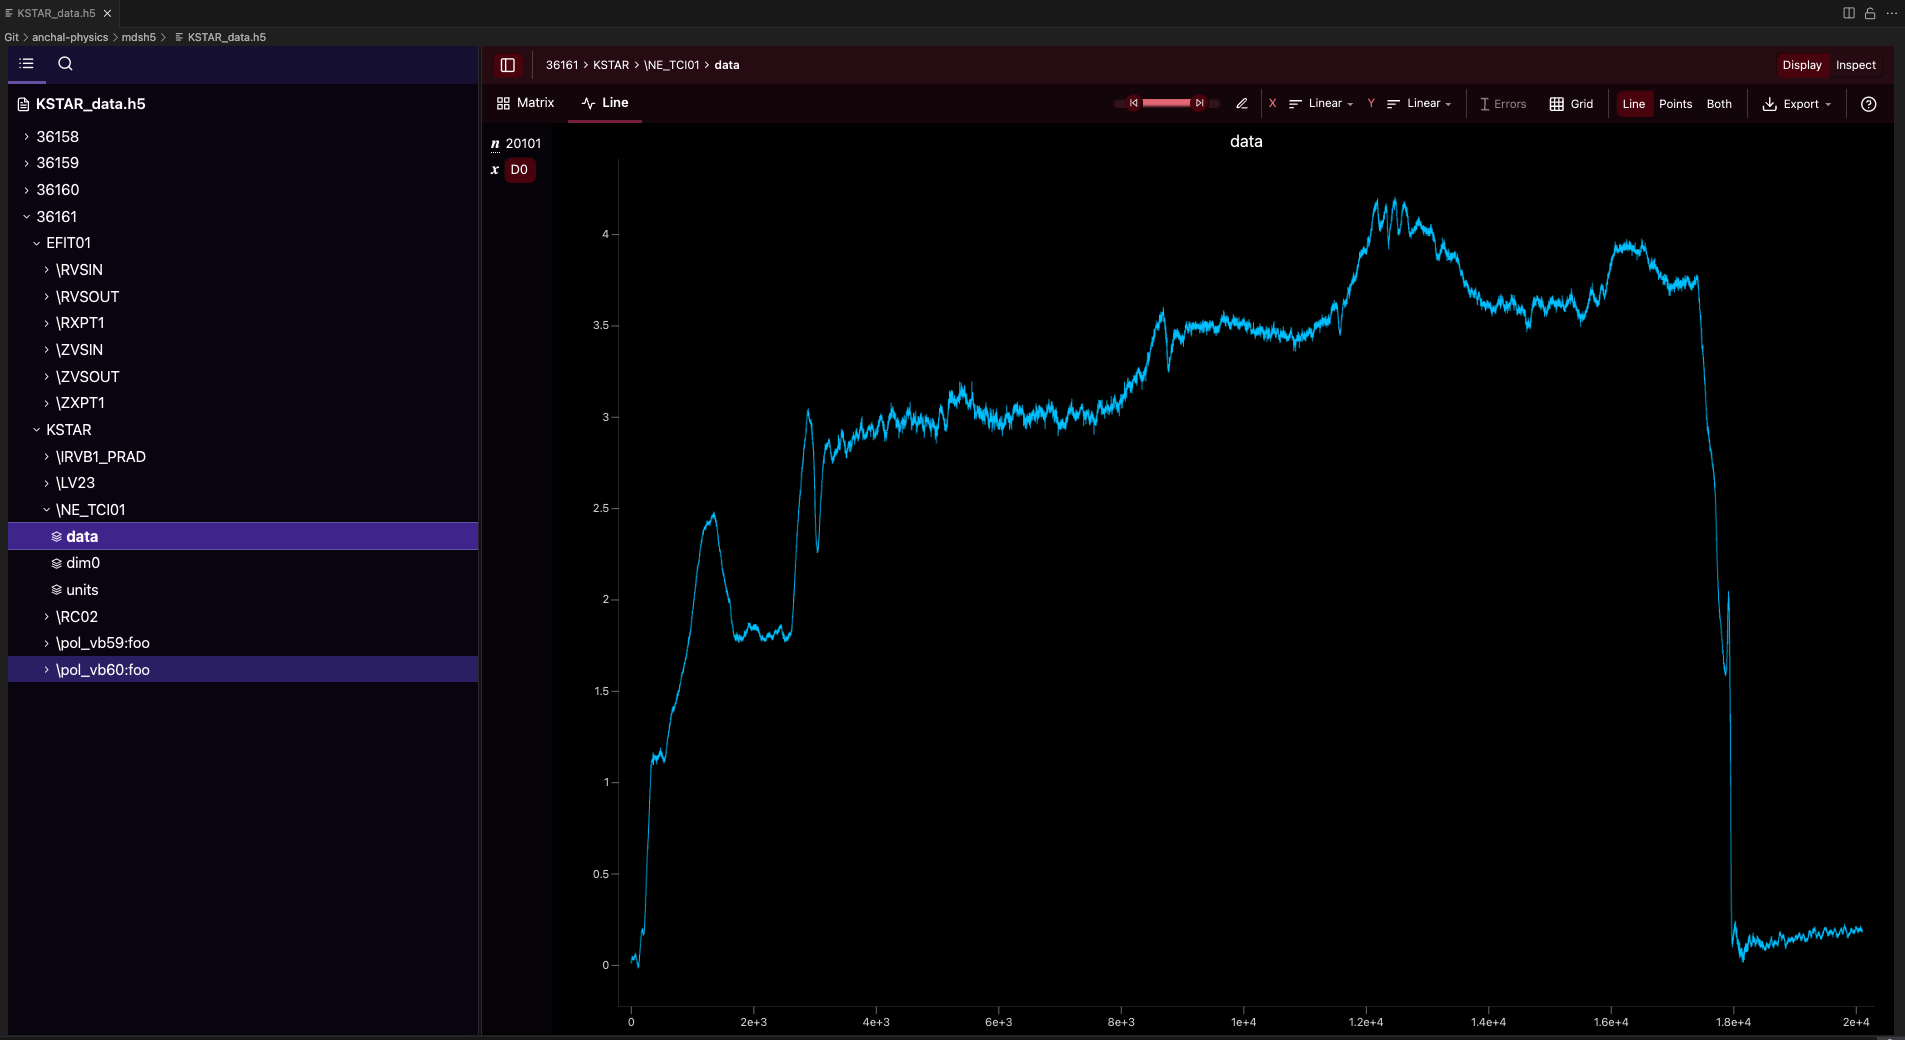 KSTAR_data.h5
Git > anchal-physics > mdsh5 > KSTAR_data.h5
36161 > KSTAR > \NE_TCI01 > data
Display Inspect
KSTAR_data.h5
36158
36159
36160
36161
EFIT01
\RVSIN
\RVSOUT
\RXPT1
\ZVSIN
\ZVSOUT
\ZXPT1
KSTAR
\IRVB1_PRAD
\LV23
\NE_TCI01
data
dim0
units
\RC02
\pol_vb59:foo
\pol_vb60:foo
Matrix Line
X Linear Y Linear Errors Grid Line Points Both Export
n 20101
x D0
data
4
3.5
3
2.5
2
1.5
1
0.5
0
0 2e+3 4e+3 6e+3 8e+3 1e+4 1.2e+4 1.4e+4 1.6e+4 1.8e+4 2e+4